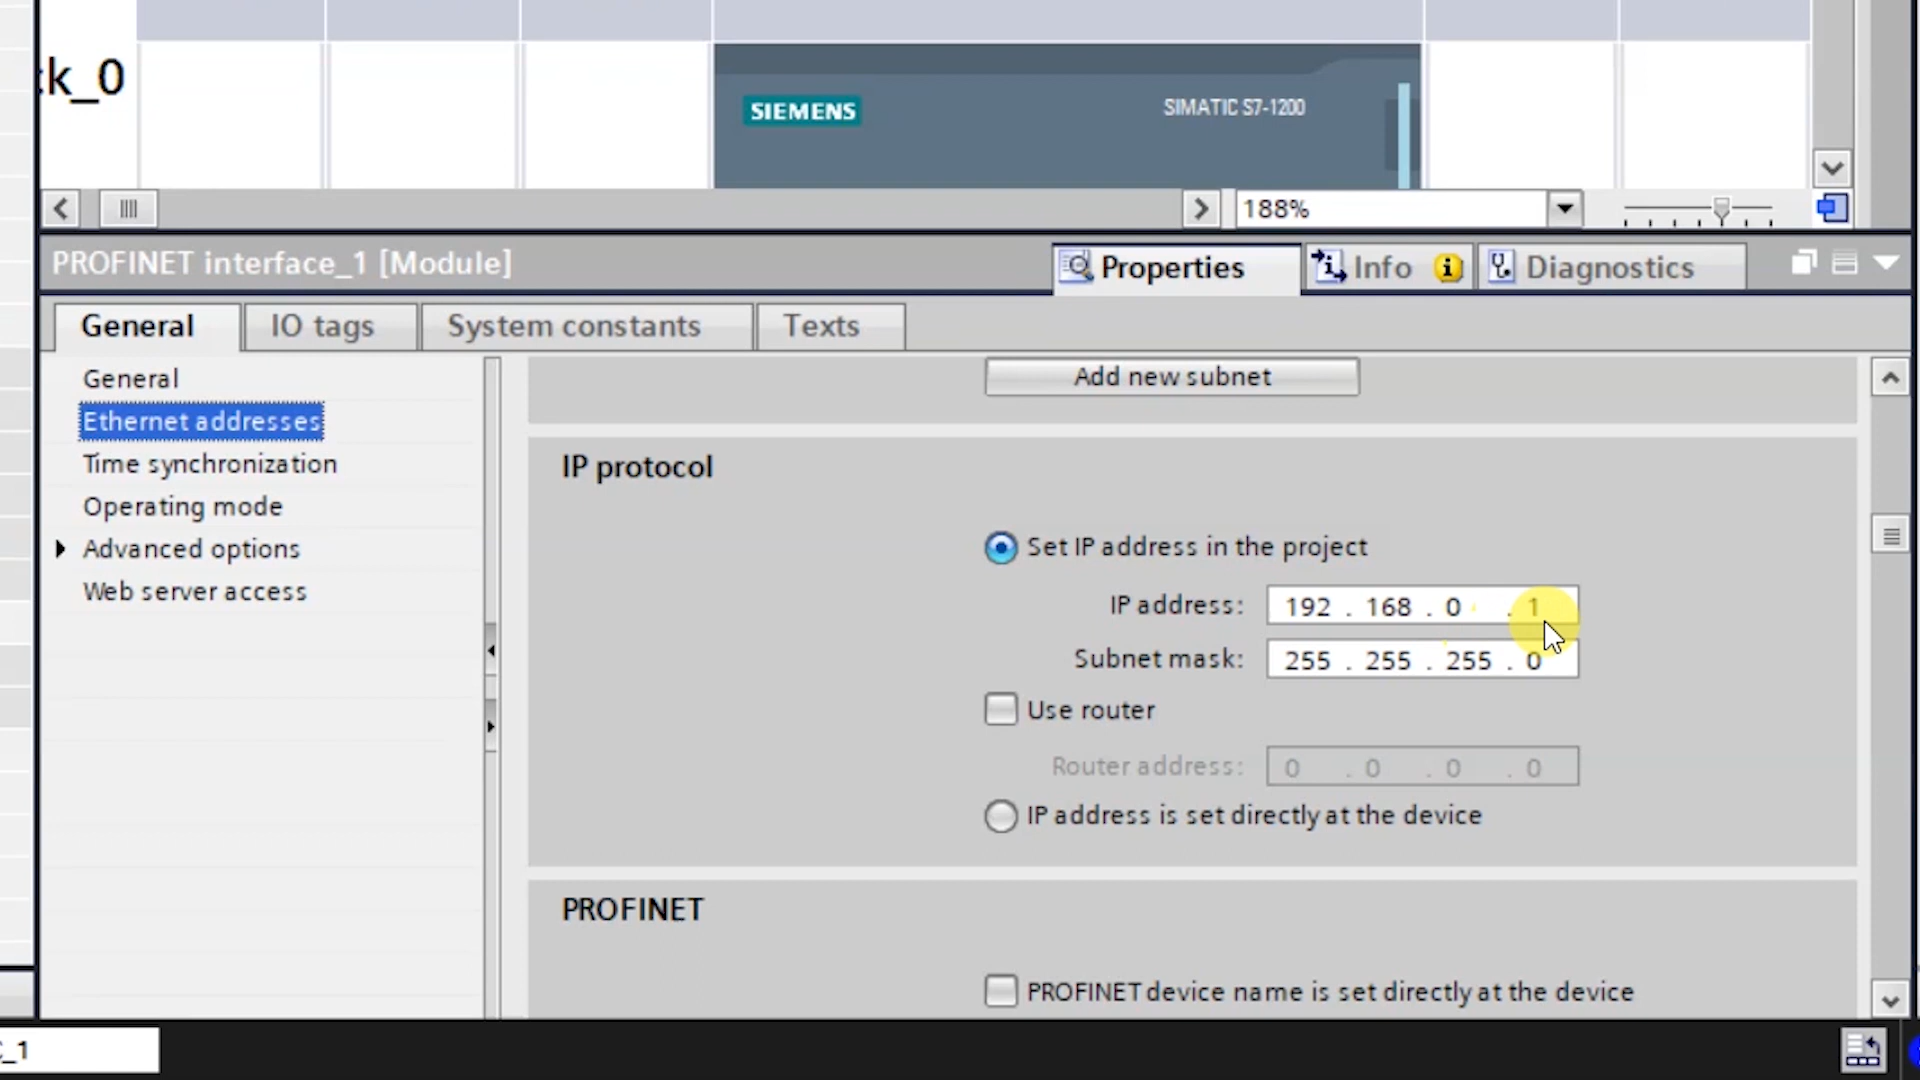 ck_0
SIEMENS
SIMATIC S7-1200
188%
PROFINET interface_1 [Module]
Properties
Info
Diagnostics
General
IO tags
System constants
Texts
General
Ethernet addresses
Time synchronization
Operating mode
Advanced options
Web server access
Add new subnet
IP protocol
Set IP address in the project
IP address: 192 . 168 . 0 . 1
Subnet mask: 255 . 255 . 255 . 0
Use router
Router address: 0 . 0 . 0 . 0
IP address is set directly at the device
PROFINET
PROFINET device name is set directly at the device
_1